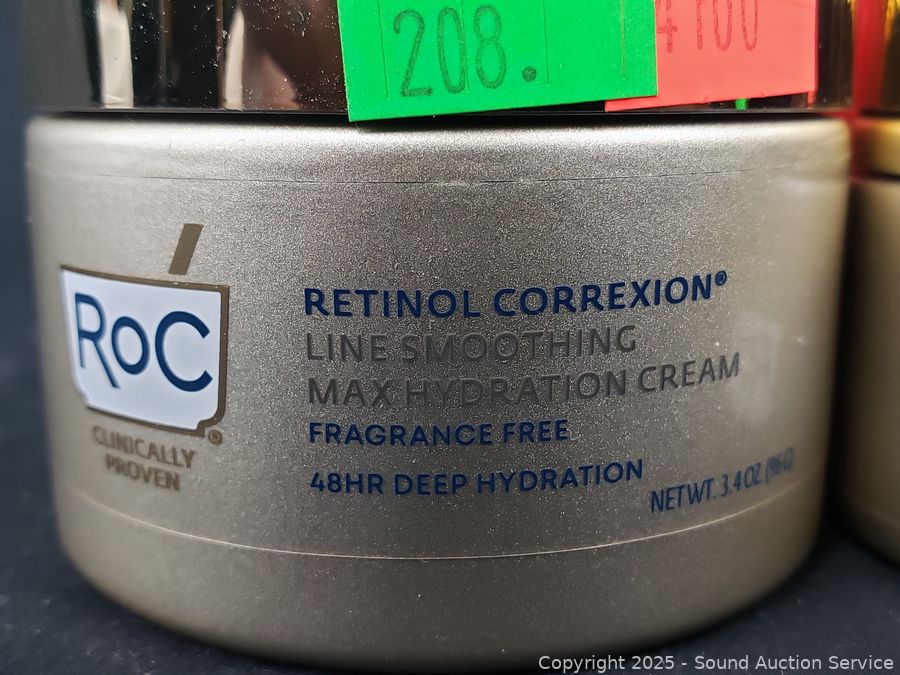 208.
4100
RoC®
CLINICALLY
PROVEN
RETINOL CORREXION®
LINE SMOOTHING
MAX HYDRATION CREAM
FRAGRANCE FREE
48HR DEEP HYDRATION
NET WT. 3.4 OZ (96G)
Copyright 2025 - Sound Auction Service